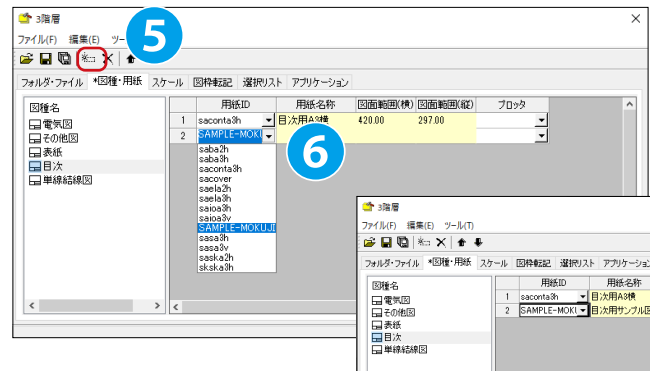 3階層
ファイル(F) 編集(E) ツー
5
フォルダ・ファイル *図種・用紙 スケール 図枠転記 選択リスト アプリケーション
図種名
電気図
その他図
表紙
目次
単線結線図
用紙ID 用紙名称 図面範囲(横) 図面範囲(縦) プロッタ
1 saconta3h 目次用A3横 420.00 297.00
2 SAMPLE-MOKU
6
saba2h
saba3h
saconta3h
sacover
saela2h
saela3h
saioa3h
saioa3v
SAMPLE-MOKUJI
sasa3h
sasa3v
saska2h
skska3h
3階層
ファイル(F) 編集(E) ツール(T)
フォルダ・ファイル *図種・用紙 スケール 図枠転記 選択リスト アプリケーショ
図種名
電気図
その他図
表紙
目次
単線結線図
用紙ID 用紙名称
1 saconta3h 目次用A3横
2 SAMPLE-MOKU 目次用サンプル図